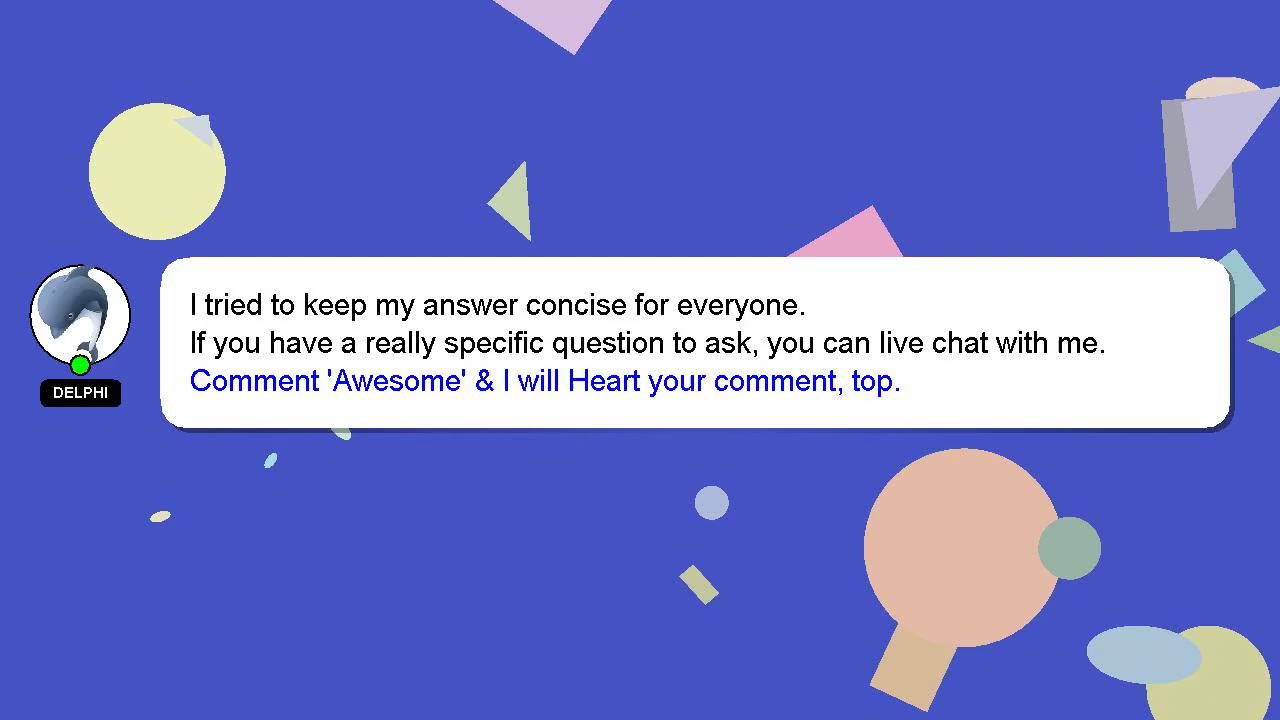 I tried to keep my answer concise for everyone.
If you have a really specific question to ask, you can live chat with me.
Comment 'Awesome' & I will Heart your comment, top.
DELPHI